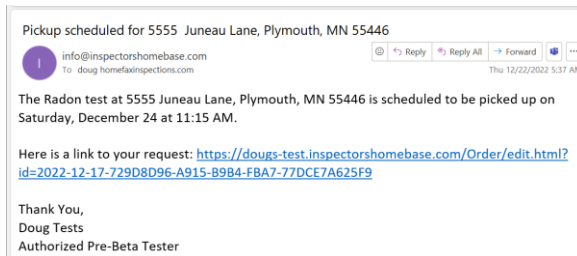 Pickup scheduled for 5555 Juneau Lane, Plymouth, MN 55446
I
info@inspectorshomebase.com
To doug homefaxinspections.com
Reply
Reply All
Forward
Thu 12/22/2022 5:37 AM
The Radon test at 5555 Juneau Lane, Plymouth, MN 55446 is scheduled to be picked up on
Saturday, December 24 at 11:15 AM.
Here is a link to your request: https://dougs-test.inspectorshomebase.com/Order/edit.html?
id=2022-12-17-729D8D96-A915-B9B4-FBA7-77DCE7A625F9
Thank You,
Doug Tests
Authorized Pre-Beta Tester